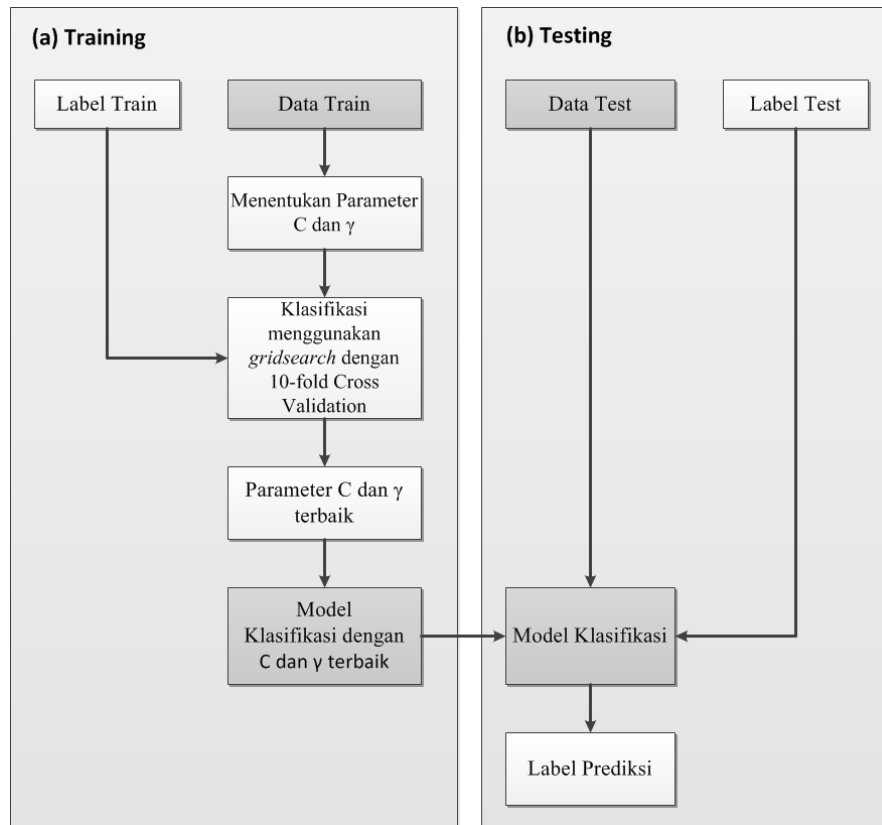 (a) Training
Label Train
Data Train
Menentukan Parameter
C dan γ
Klasifikasi
menggunakan
gridsearch dengan
10-fold Cross
Validation
Parameter C dan γ
terbaik
Model
Klasifikasi dengan
C dan γ terbaik
(b) Testing
Data Test
Label Test
Model Klasifikasi
Label Prediksi